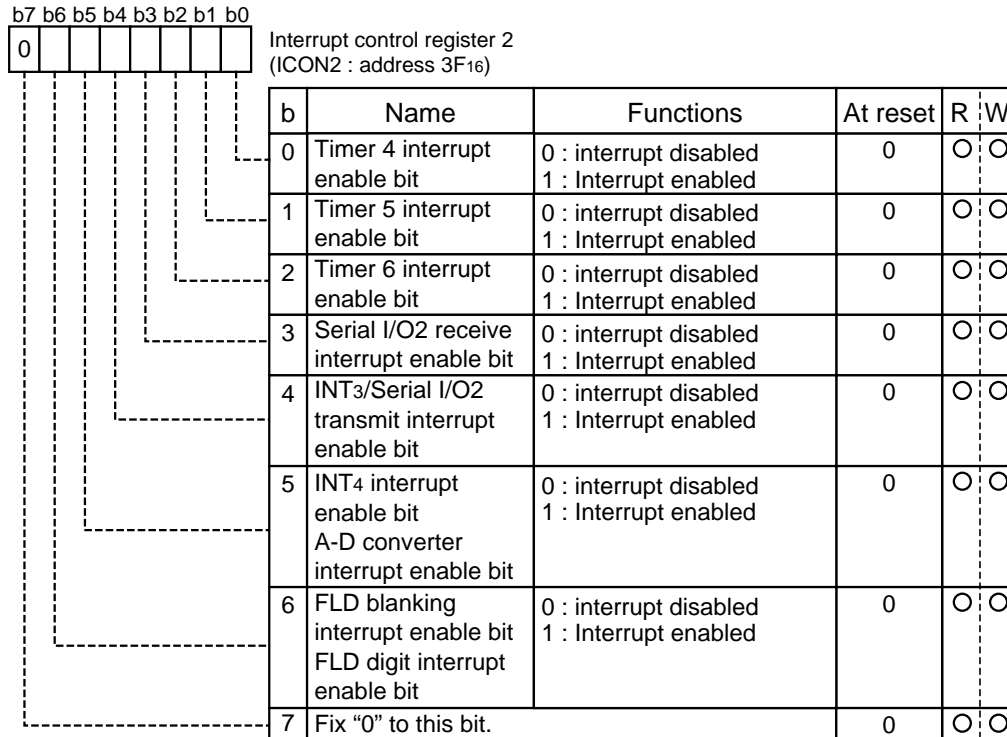 b7 b6 b5 b4 b3 b2 b1 b0
0
Interrupt control register 2
(ICON2 : address 3F16)
b Name Functions At reset R W
0 Timer 4 interrupt enable bit 0 : interrupt disabled 0
1 : Interrupt enabled
1 Timer 5 interrupt enable bit 0 : interrupt disabled 0
1 : Interrupt enabled
2 Timer 6 interrupt enable bit 0 : interrupt disabled 0
1 : Interrupt enabled
3 Serial I/O2 receive interrupt enable bit 0 : interrupt disabled 0
1 : Interrupt enabled
4 INT3/Serial I/O2 transmit interrupt enable bit 0 : interrupt disabled 0
1 : Interrupt enabled
5 INT4 interrupt enable bit A-D converter interrupt enable bit 0 : interrupt disabled 0
1 : Interrupt enabled
6 FLD blanking interrupt enable bit FLD digit interrupt enable bit 0 : interrupt disabled 0
1 : Interrupt enabled
7 Fix “0” to this bit. 0